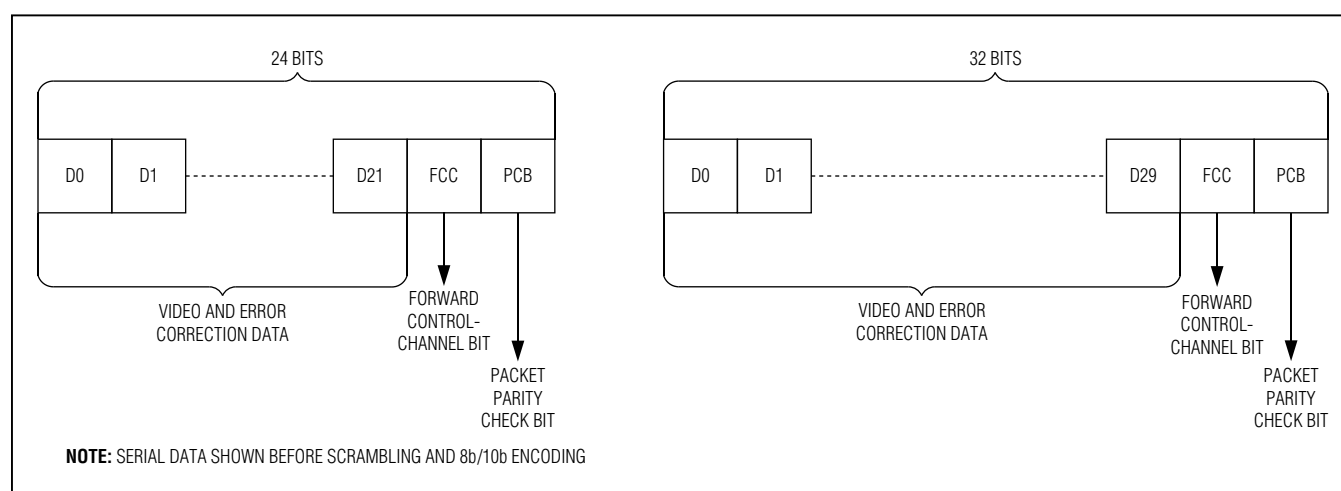 24 BITS
D0 D1 D21 FCC PCB
VIDEO AND ERROR
CORRECTION DATA
FORWARD
CONTROL-
CHANNEL BIT
PACKET
PARITY
CHECK BIT
32 BITS
D0 D1 D29 FCC PCB
VIDEO AND ERROR
CORRECTION DATA
FORWARD
CONTROL-
CHANNEL BIT
PACKET
PARITY
CHECK BIT
NOTE: SERIAL DATA SHOWN BEFORE SCRAMBLING AND 8b/10b ENCODING